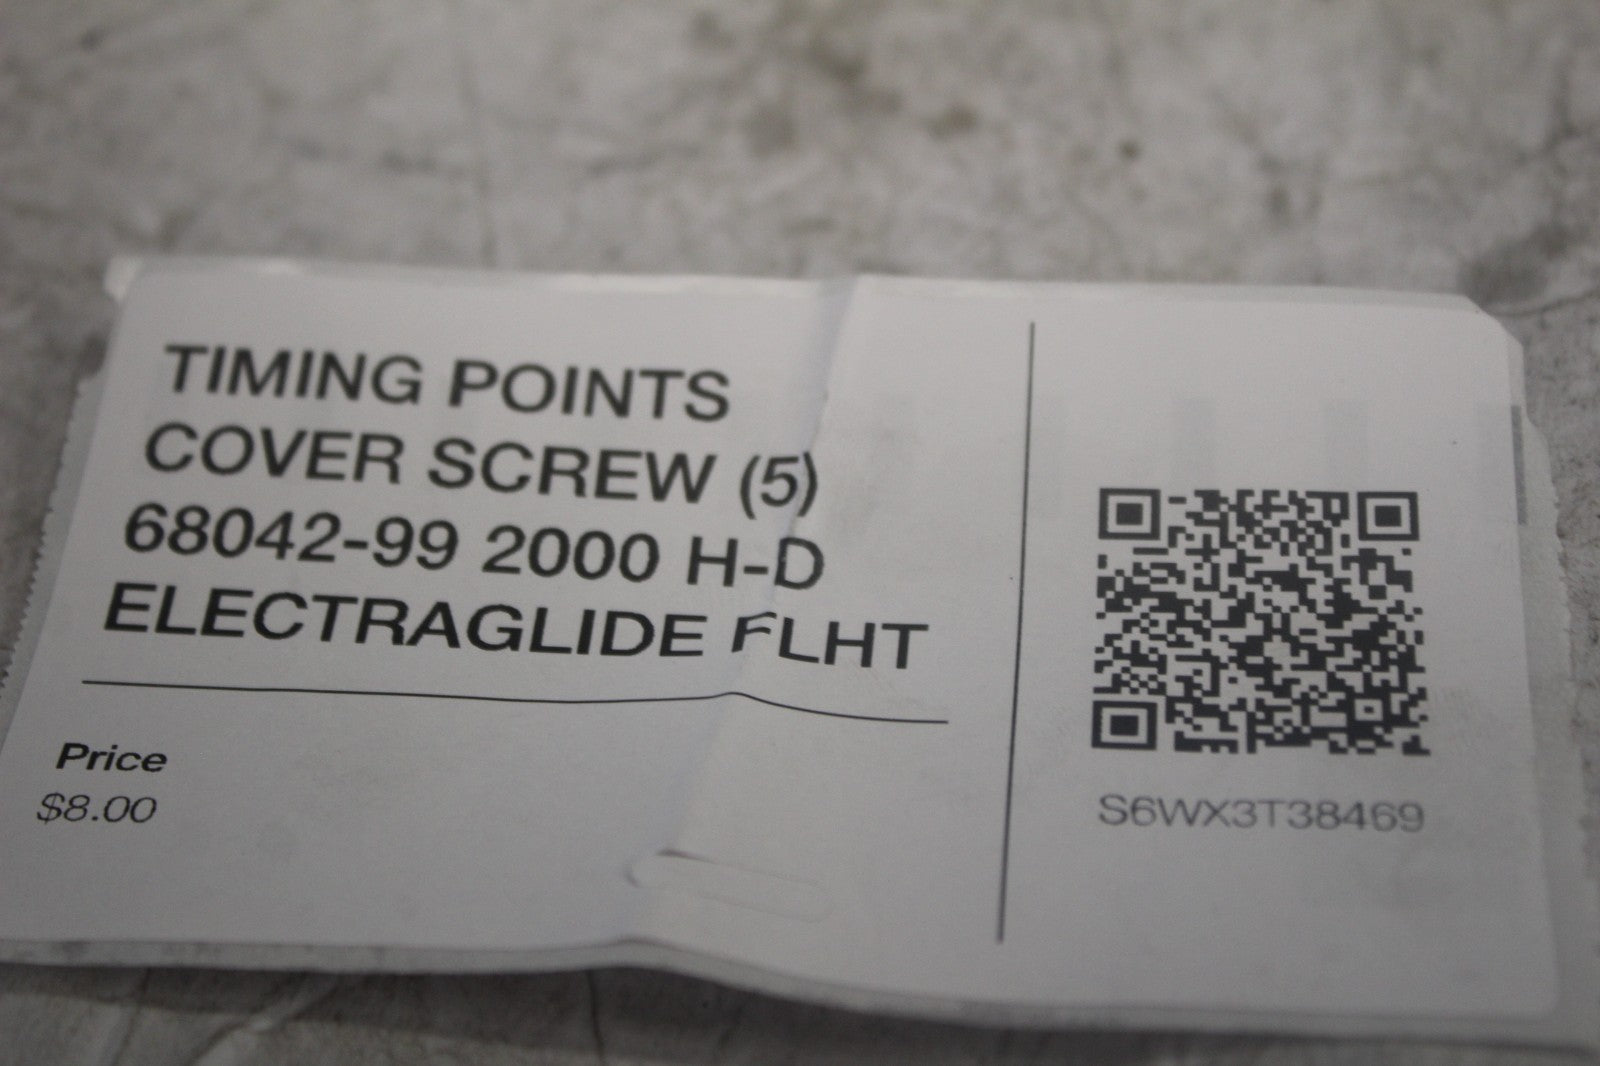 TIMING POINTS
COVER SCREW (5)
68042-99 2000 H-D
ELECTRAGLIDE FLHT
Price
$8.00
S6WX3T38469